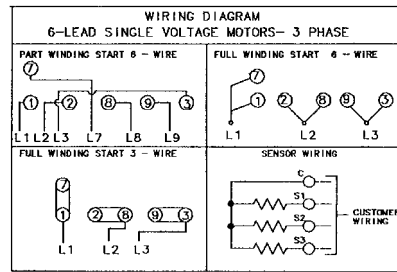 WIRING DIAGRAM
6-LEAD SINGLE VOLTAGE MOTORS- 3 PHASE
PART WINDING START 6 - WIRE
7
1 2 8 9 3
L1 L2 L3 L7 L8 L9
FULL WINDING START 6 - WIRE
7
1 2 8 9 3
L1 L2 L3
FULL WINDING START 3 - WIRE
7
1 2 8 9 3
L1 L2 L3
SENSOR WIRING
C
S1
S2
S3
CUSTOMER
WIRING